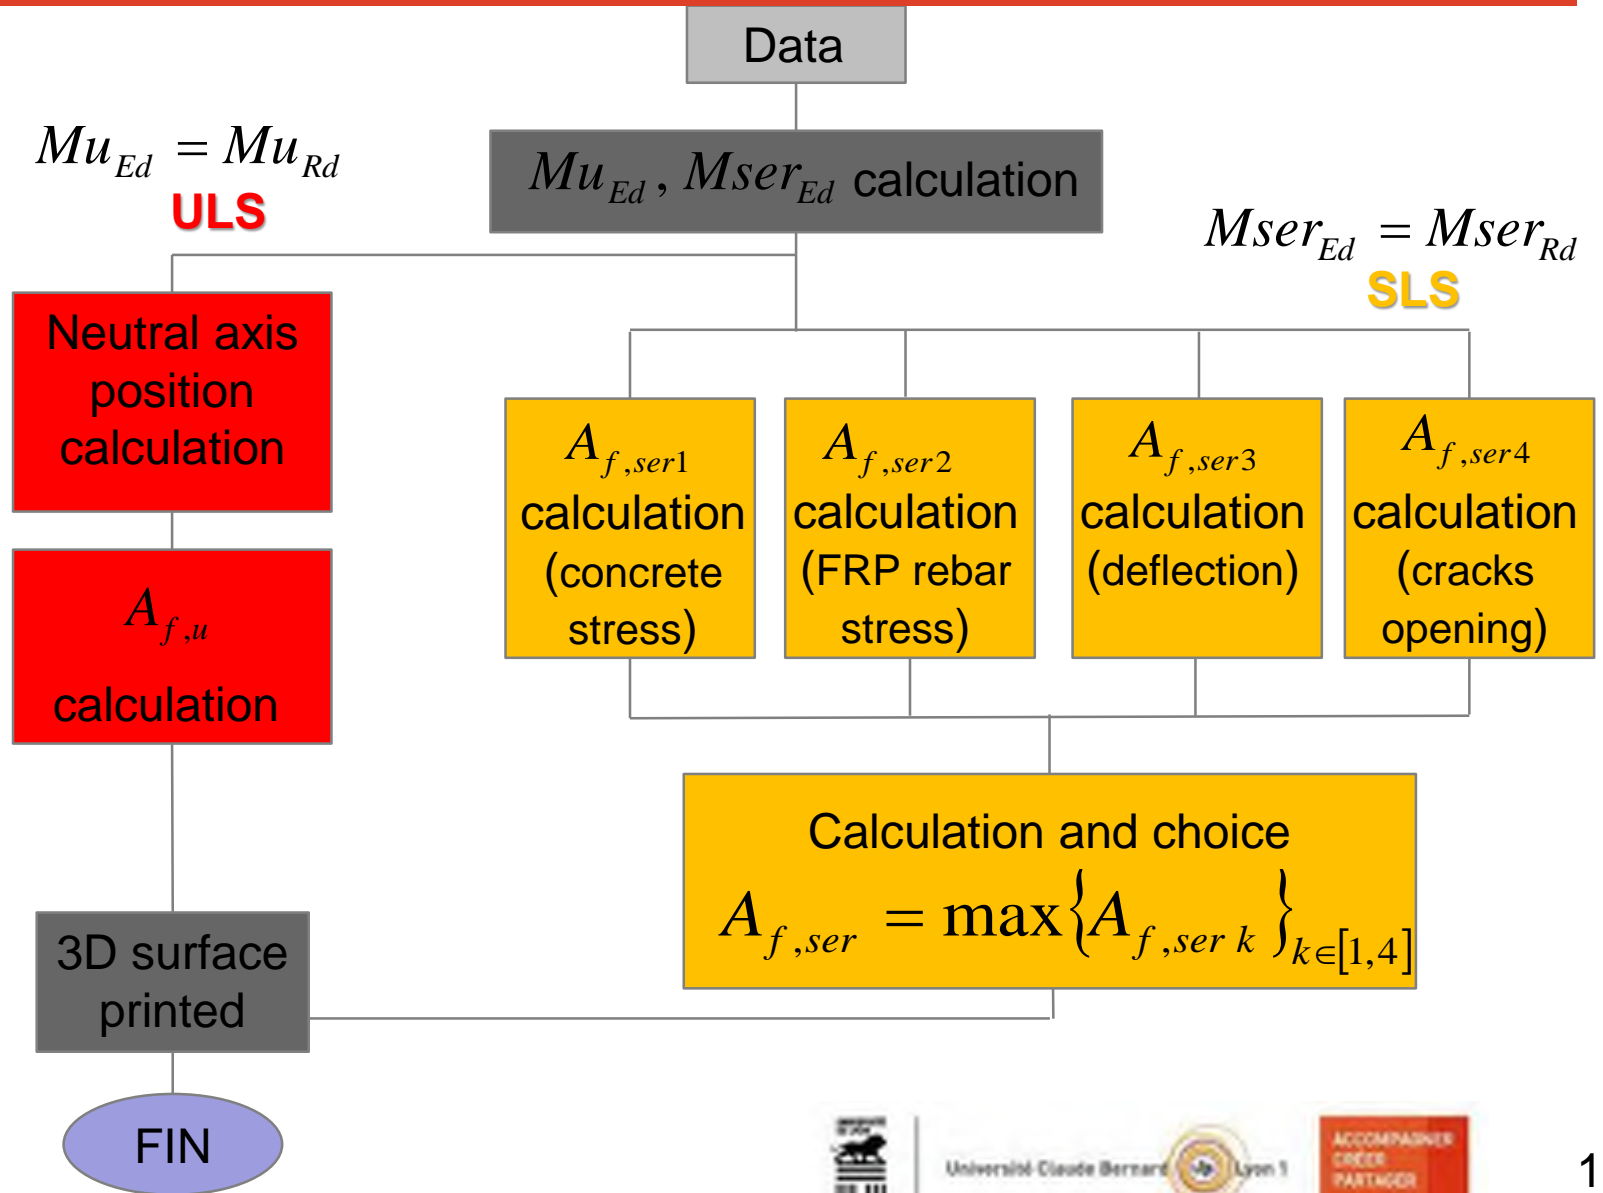 Data
Mu_Ed = Mu_Rd
ULS
Mu_Ed , Mser_Ed calculation
Mser_Ed = Mser_Rd
SLS
Neutral axis
position
calculation
A_f,u
calculation
A_f,ser1
calculation
(concrete
stress)
A_f,ser2
calculation
(FRP rebar
stress)
A_f,ser3
calculation
(deflection)
A_f,ser4
calculation
(cracks
opening)
Calculation and choice
A_f,ser = max{A_f,ser k}k∈[1,4]
3D surface
printed
FIN
Université Claude Bernard Lyon 1
ACCOMPAGNER
CRÉER
PARTAGER
1